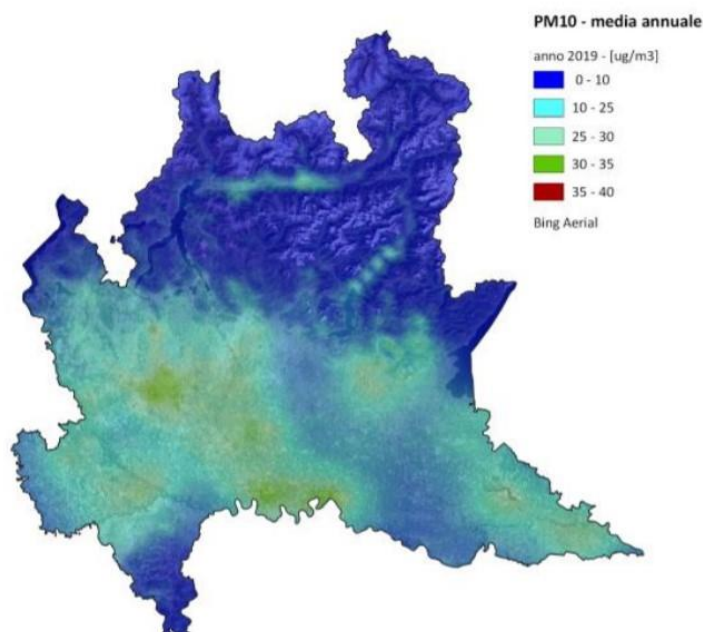 PM10 - media annuale
anno 2019 - [ug/m3]
0 - 10
10 - 25
25 - 30
30 - 35
35 - 40
Bing Aerial